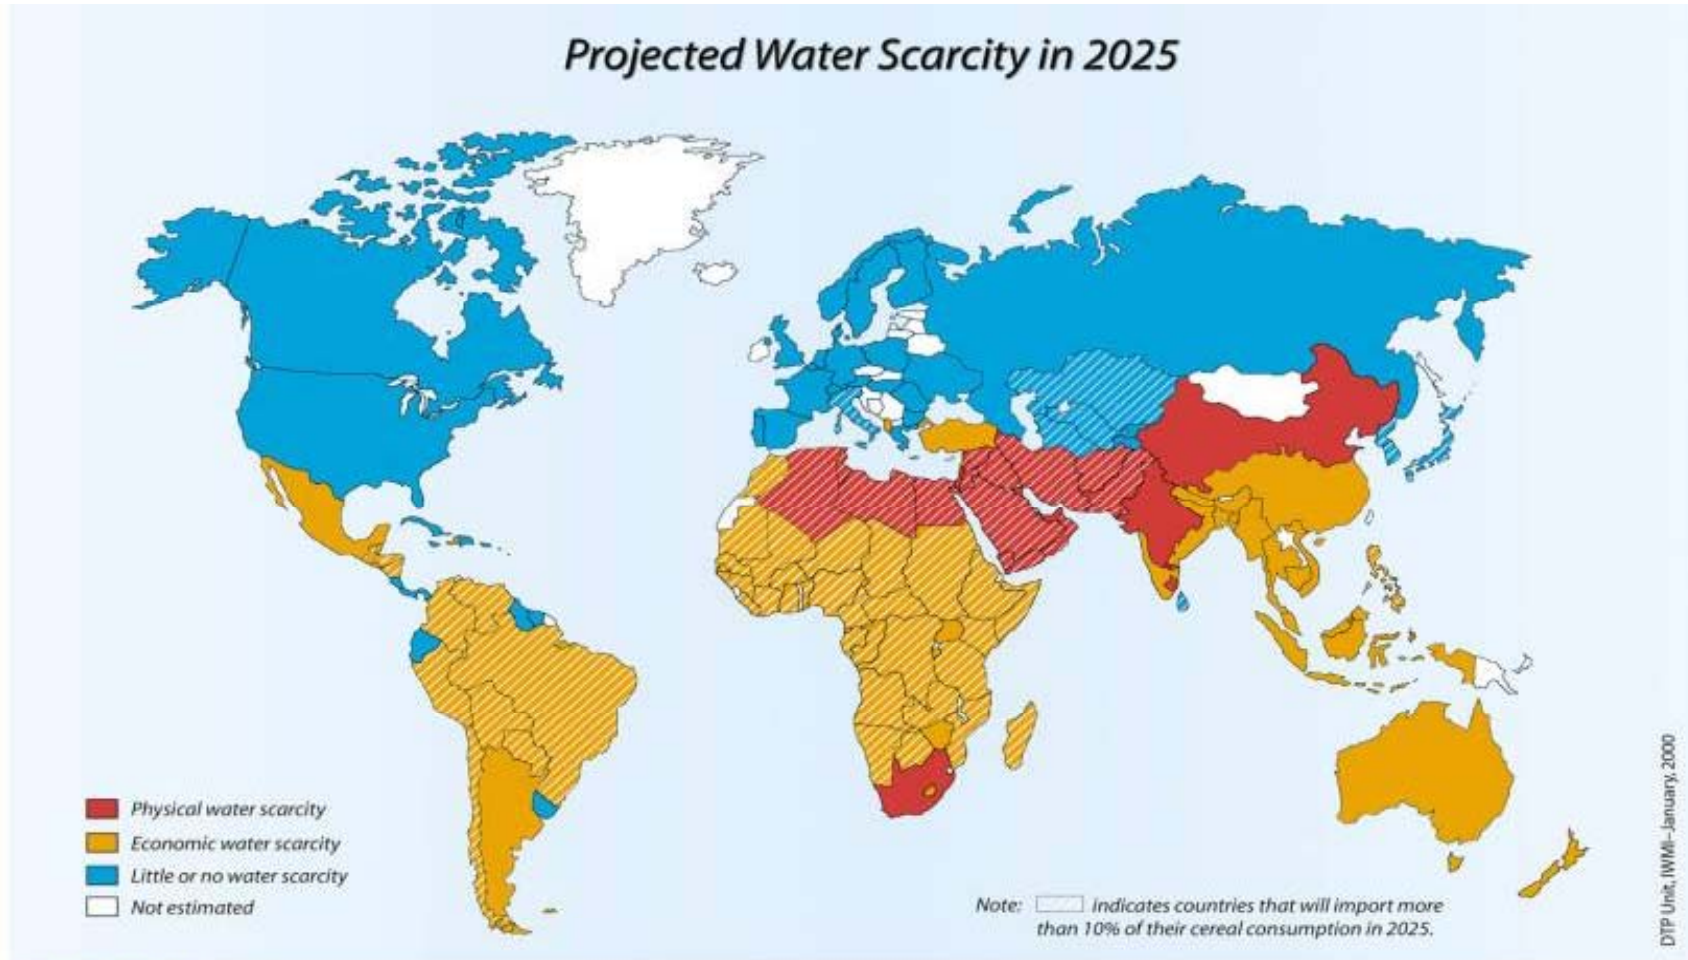 Projected Water Scarcity in 2025
Physical water scarcity
Economic water scarcity
Little or no water scarcity
Not estimated
Note: indicates countries that will import more
than 10% of their cereal consumption in 2025.
DTP Unit, IWMI–January, 2000